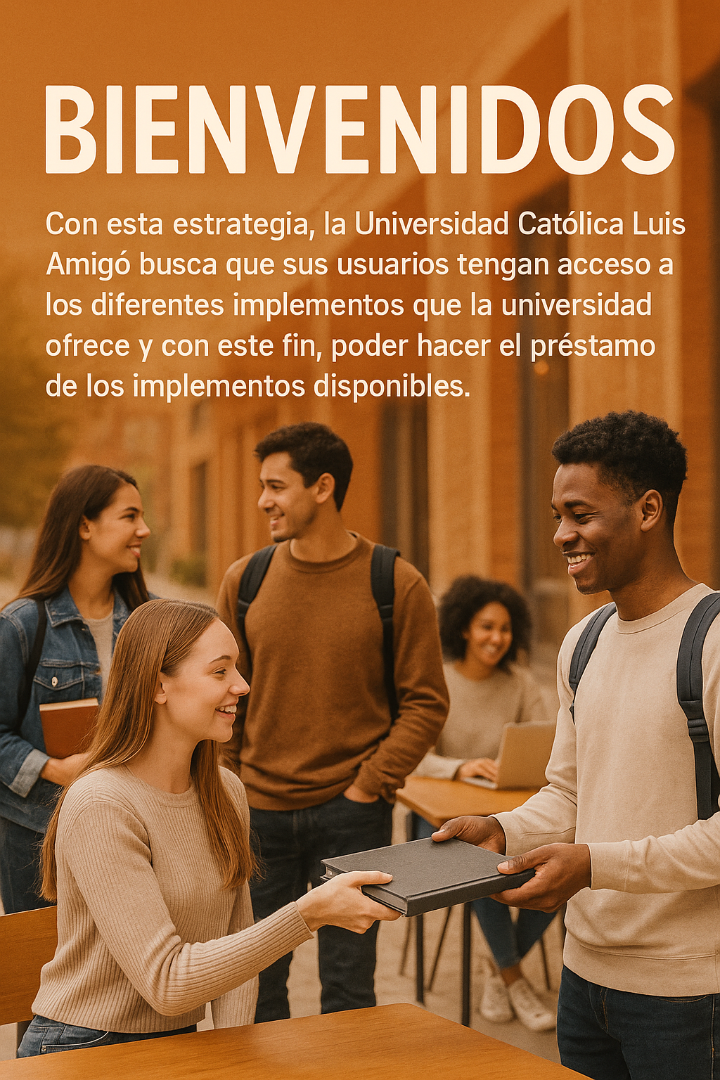 BIENVENIDOS
Con esta estrategia, la Universidad Católica Luis
Amigó busca que sus usuarios tengan acceso a
los diferentes implementos que la universidad
ofrece y con este fin, poder hacer el préstamo
de los implementos disponibles.